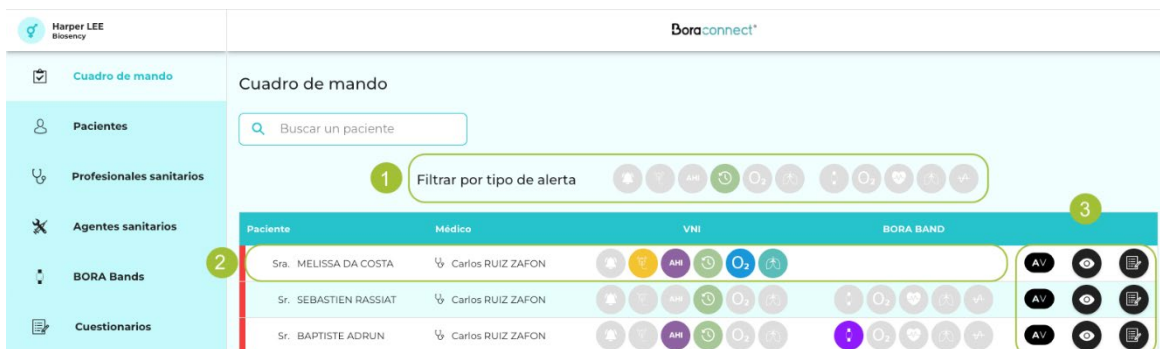 Harper LEE
Biosency
Boraconnect®
Cuadro de mando
Pacientes
Profesionales sanitarios
Agentes sanitarios
BORA Bands
Cuestionarios
Cuadro de mando
Buscar un paciente
1 Filtrar por tipo de alerta AHI O₂ O₂
3
Paciente Médico VNI BORA BAND
2 Sra. MELISSA DA COSTA Carlos RUIZ ZAFON AHI O₂ AV
Sr. SEBASTIEN RASSIAT Carlos RUIZ ZAFON AHI O₂ O₂ AV
Sr. BAPTISTE ADRUN Carlos RUIZ ZAFON AHI O₂ O₂ AV